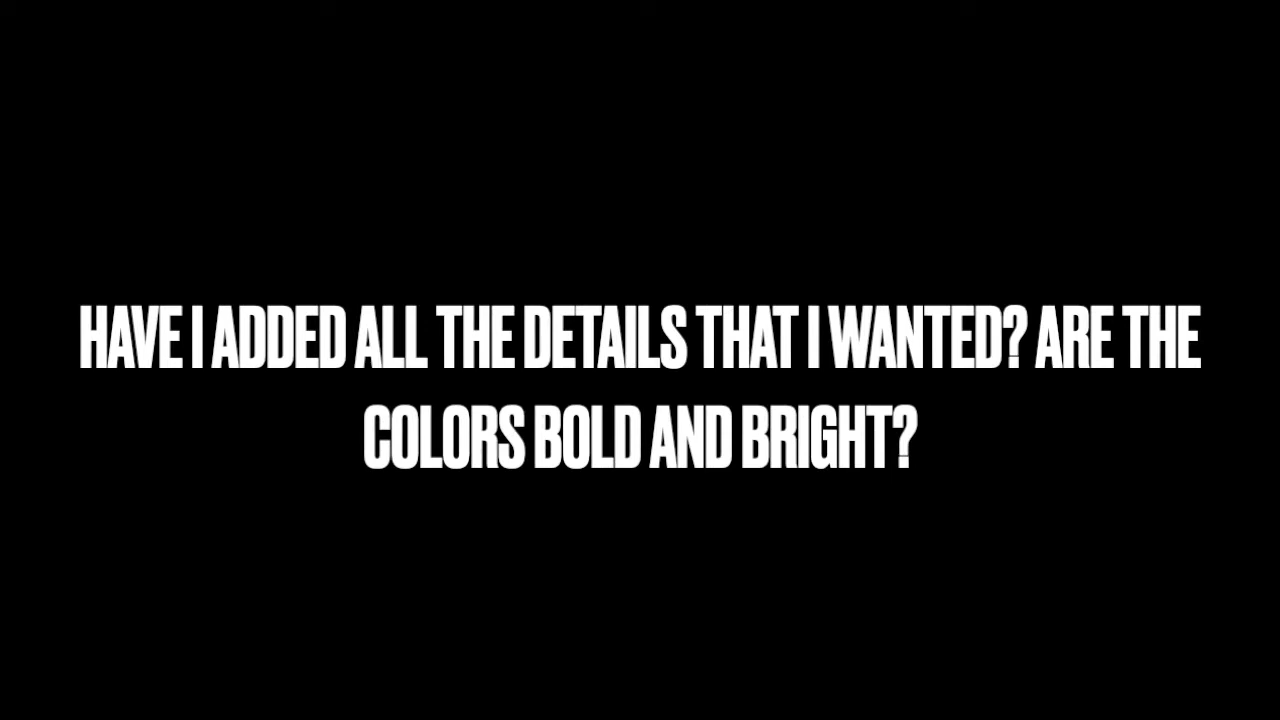 HAVE I ADDED ALL THE DETAILS THAT I WANTED? ARE THE
COLORS BOLD AND BRIGHT?